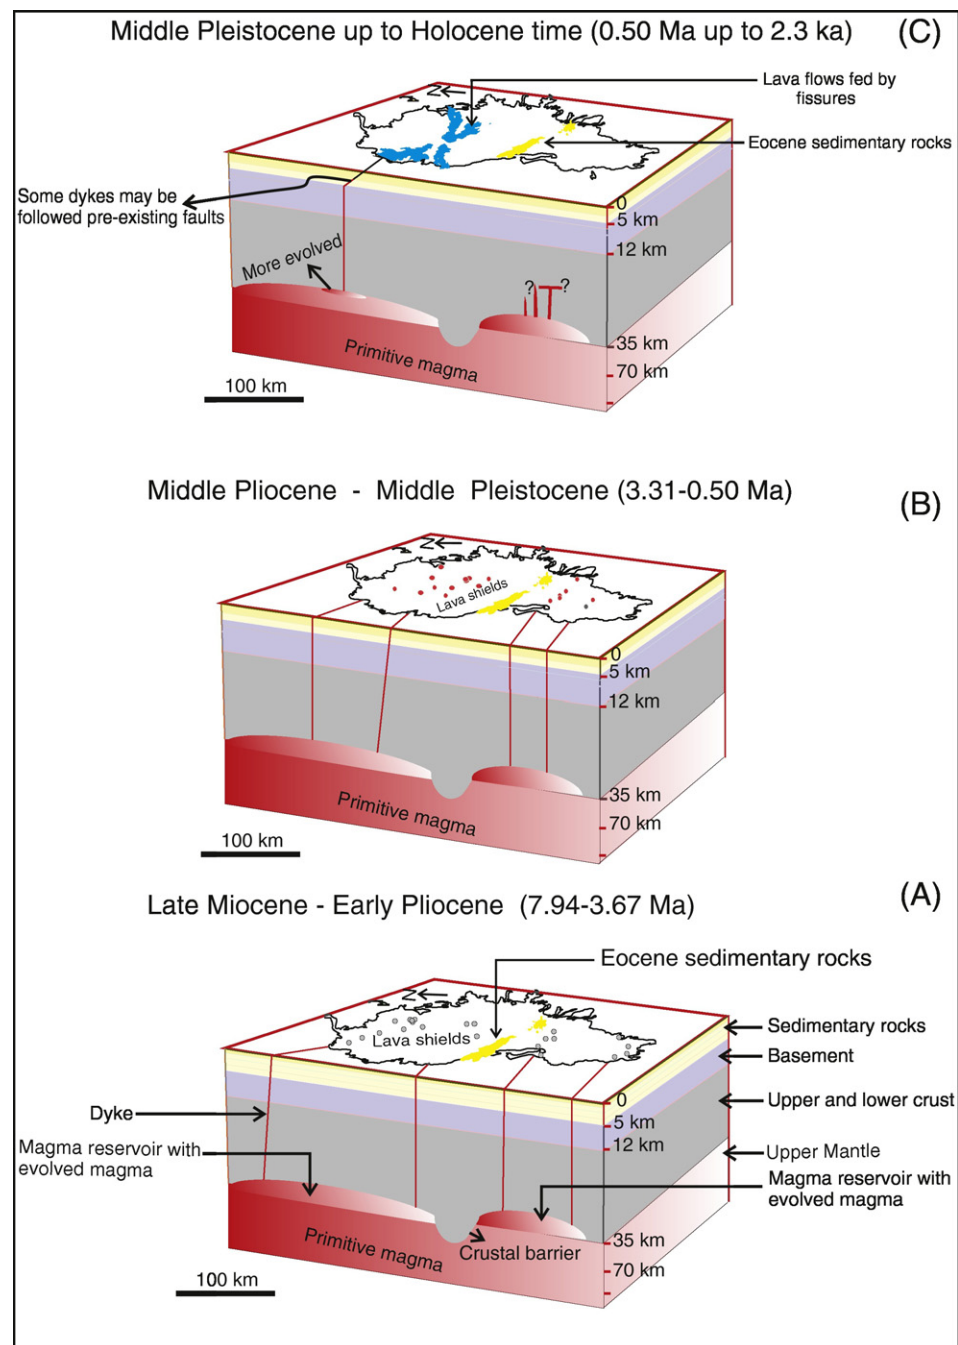 Middle Pleistocene up to Holocene time (0.50 Ma up to 2.3 ka) (C)
Lava flows fed by
fissures
N
Eocene sedimentary rocks
Some dykes may be
followed pre-existing faults
0
5 km
12 km
More evolved
? ?
35 km
Primitive magma
70 km
100 km
Middle Pliocene - Middle Pleistocene (3.31-0.50 Ma)
(B)
N
Lava shields
0
5 km
12 km
35 km
Primitive magma
70 km
100 km
(A)
Late Miocene - Early Pliocene (7.94-3.67 Ma)
Eocene sedimentary rocks
N
Sedimentary rocks
Lava shields
Basement
0
Upper and lower crust
Dyke
5 km
12 km
Magma reservoir with
evolved magma
Upper Mantle
Magma reservoir with
evolved magma
35 km
Primitive magma
Crustal barrier
70 km
100 km